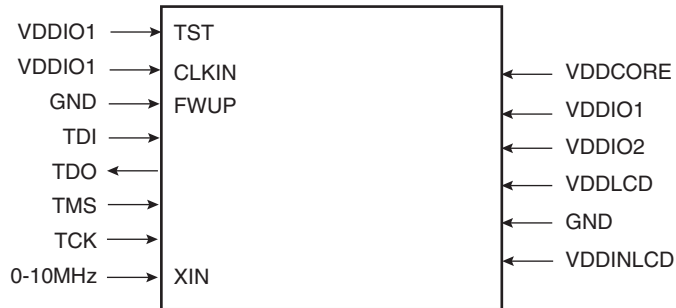 VDDIO1 TST
VDDIO1 CLKIN
GND FWUP
TDI
TDO
TMS
TCK
0-10MHz XIN
VDDCORE
VDDIO1
VDDIO2
VDDLCD
GND
VDDINLCD